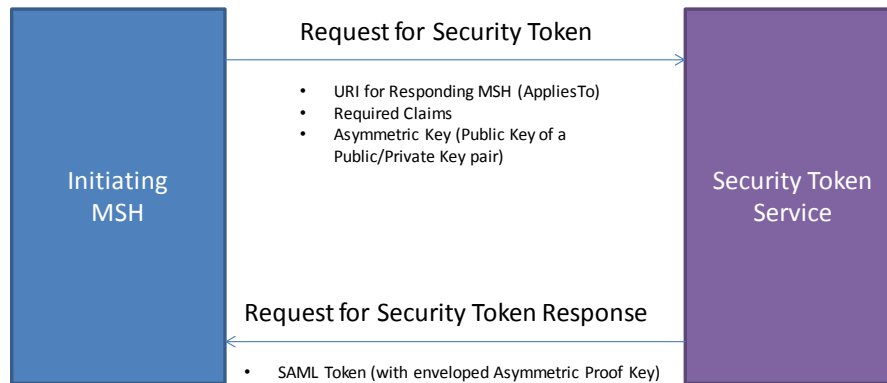 Request for Security Token
• URI for Responding MSH (AppliesTo)
• Required Claims
• Asymmetric Key (Public Key of a
Public/Private Key pair)
Initiating
MSH
Security Token
Service
Request for Security Token Response
• SAML Token (with enveloped Asymmetric Proof Key)